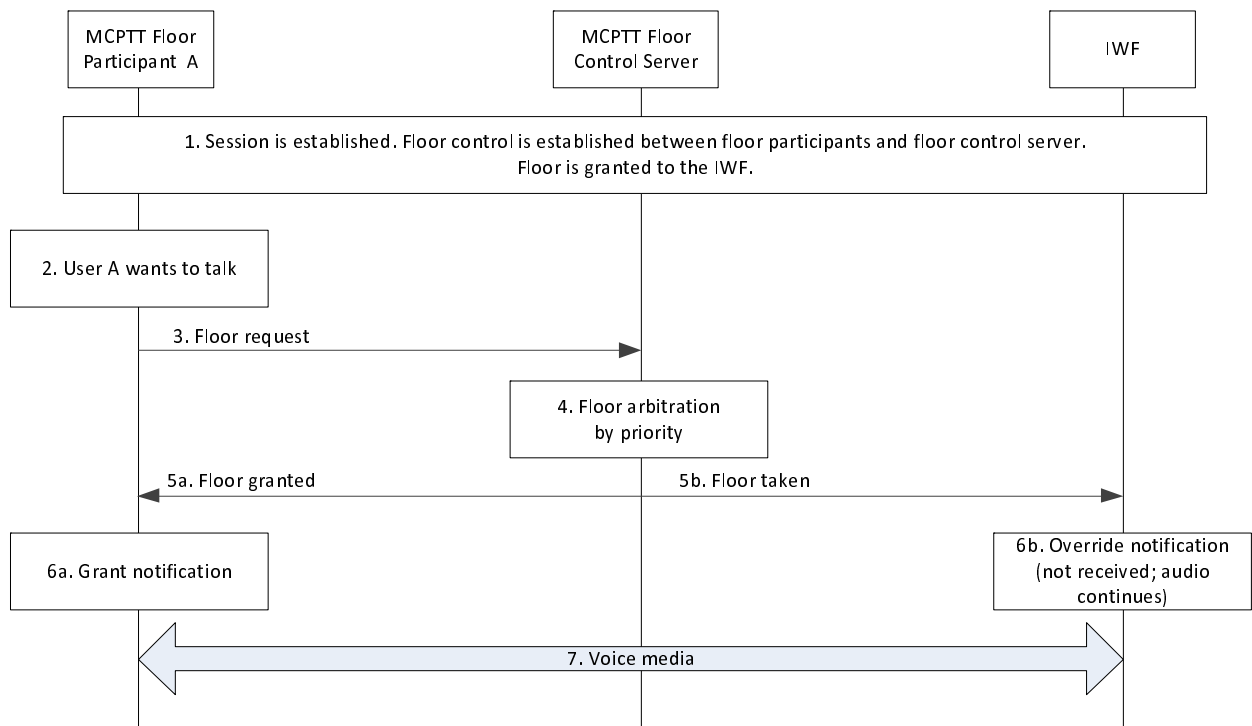 MCPTT Floor
Participant A
MCPTT Floor
Control Server
IWF
1. Session is established. Floor control is established between floor participants and floor control server.
Floor is granted to the IWF.
2. User A wants to talk
3. Floor request
4. Floor arbitration
by priority
5a. Floor granted
5b. Floor taken
6a. Grant notification
6b. Override notification
(not received; audio
continues)
7. Voice media